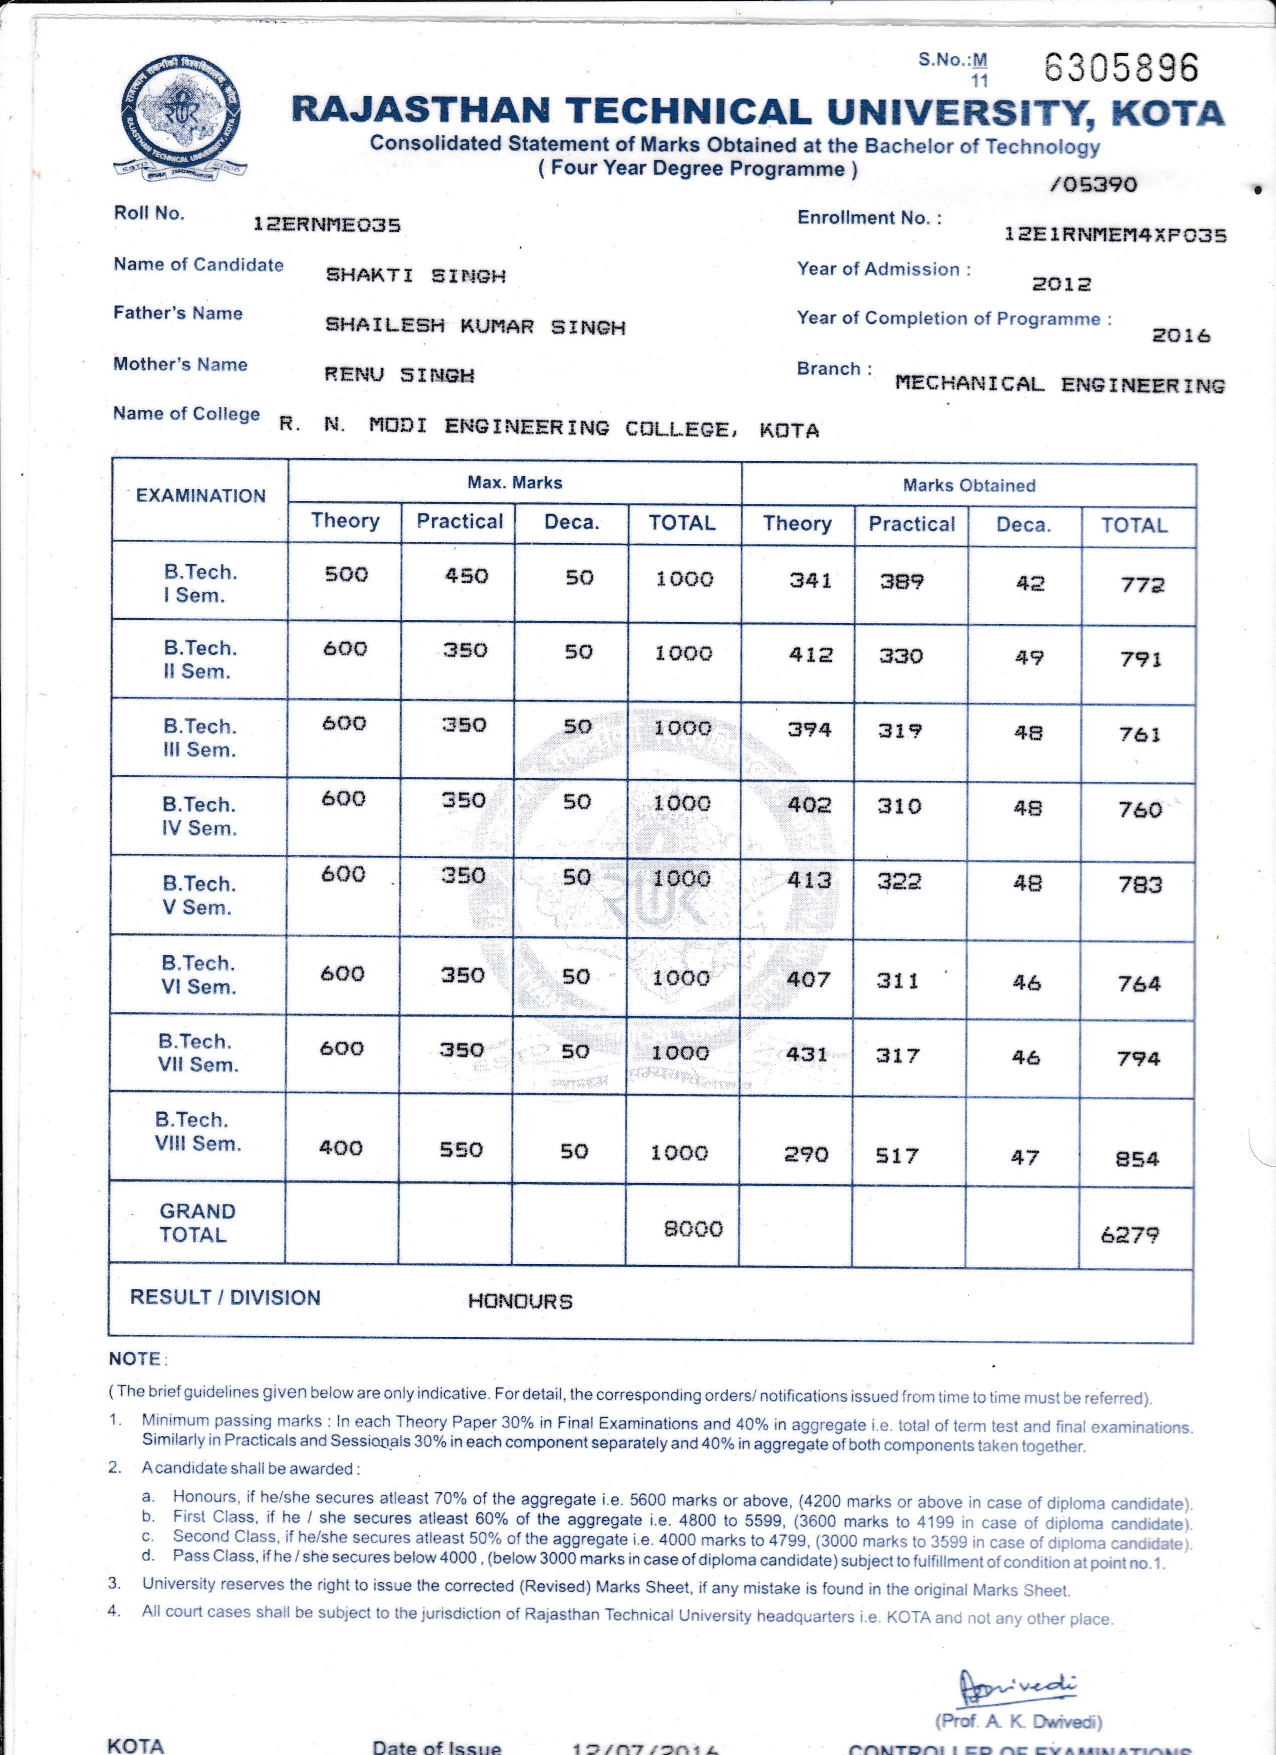 S.No.:M/11 6305896
राजस्थान तकनीकी विश्वविद्यालय, कोटा
RAJASTHAN TECHNICAL UNIVERSITY, KOTA
RAJASTHAN TECHNICAL UNIVERSITY, KOTA
Consolidated Statement of Marks Obtained at the Bachelor of Technology
( Four Year Degree Programme )
/05390
Roll No. 12ERNME035 Enrollment No. : 12E1RNMEM4XP035
Name of Candidate SHAKTI SINGH Year of Admission : 2012
Father's Name SHAILESH KUMAR SINGH Year of Completion of Programme : 2016
Mother's Name RENU SINGH Branch : MECHANICAL ENGINEERING
Name of College R. N. MODI ENGINEERING COLLEGE, KOTA
EXAMINATION Max. Marks Marks Obtained
Theory Practical Deca. TOTAL Theory Practical Deca. TOTAL
B.Tech. I Sem. 500 450 50 1000 341 389 42 772
B.Tech. II Sem. 600 350 50 1000 412 330 49 791
B.Tech. III Sem. 600 350 50 1000 394 319 48 761
B.Tech. IV Sem. 600 350 50 1000 402 310 48 760
B.Tech. V Sem. 600 350 50 1000 413 322 48 783
B.Tech. VI Sem. 600 350 50 1000 407 311 46 764
B.Tech. VII Sem. 600 350 50 1000 431 317 46 794
B.Tech. VIII Sem. 400 550 50 1000 290 517 47 854
GRAND TOTAL 8000 6279
RESULT / DIVISION HONOURS
NOTE :
( The brief guidelines given below are only indicative. For detail, the corresponding orders/ notifications issued from time to time must be referred).
1. Minimum passing marks : In each Theory Paper 30% in Final Examinations and 40% in aggregate i.e. total of term test and final examinations.
Similarly in Practicals and Sessionals 30% in each component separately and 40% in aggregate of both components taken together.
2. A candidate shall be awarded :
a. Honours, if he/she secures atleast 70% of the aggregate i.e. 5600 marks or above, (4200 marks or above in case of diploma candidate).
b. First Class, if he / she secures atleast 60% of the aggregate i.e. 4800 to 5599, (3600 marks to 4199 in case of diploma candidate).
c. Second Class, if he/she secures atleast 50% of the aggregate i.e. 4000 marks to 4799, (3000 marks to 3599 in case of diploma candidate).
d. Pass Class, if he / she secures below 4000 , (below 3000 marks in case of diploma candidate) subject to fulfillment of condition at point no.1.
3. University reserves the right to issue the corrected (Revised) Marks Sheet, if any mistake is found in the original Marks Sheet.
4. All court cases shall be subject to the jurisdiction of Rajasthan Technical University headquarters i.e. KOTA and not any other place.
(Prof. A. K. Dwivedi)
KOTA Date of Issue 12/07/2016 CONTROLLER OF EXAMINATIONS